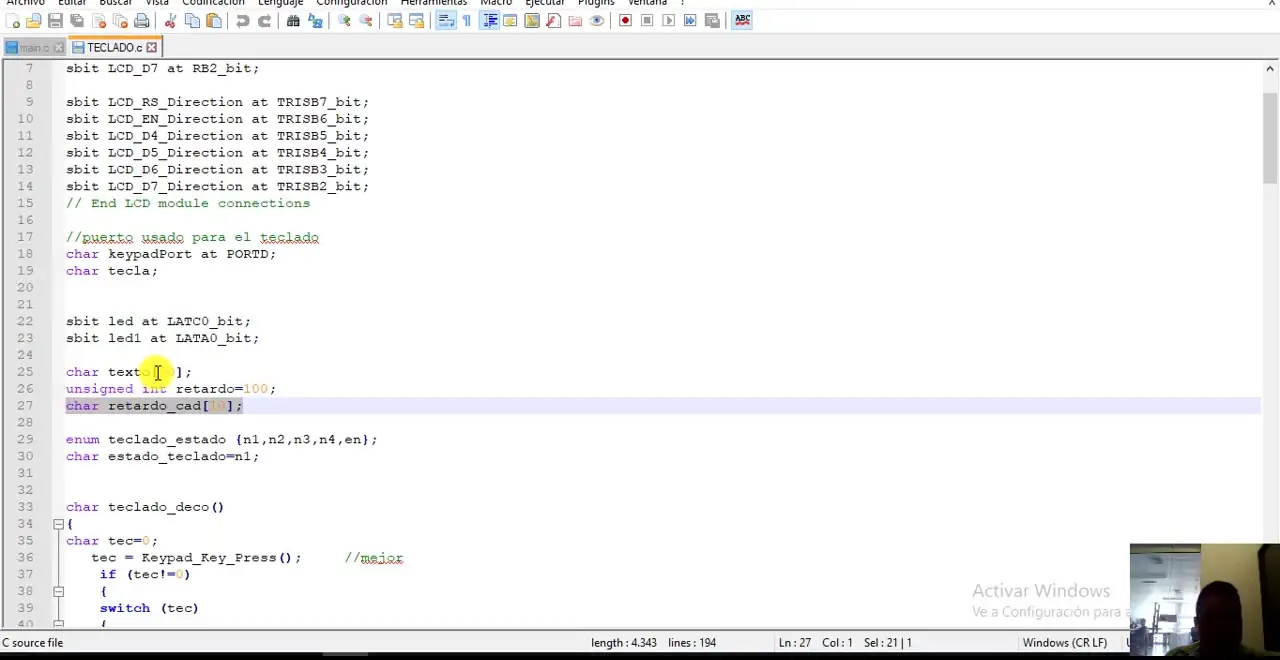 Archivo Editar Buscar Vista Codificación Lenguaje Configuración Herramientas Macro Ejecutar Plugins Ventana ?
main.c TECLADO.c
7 sbit LCD_D7 at RB2_bit;
8
9 sbit LCD_RS_Direction at TRISB7_bit;
10 sbit LCD_EN_Direction at TRISB6_bit;
11 sbit LCD_D4_Direction at TRISB5_bit;
12 sbit LCD_D5_Direction at TRISB4_bit;
13 sbit LCD_D6_Direction at TRISB3_bit;
14 sbit LCD_D7_Direction at TRISB2_bit;
15 // End LCD module connections
16
17 //puerto usado para el teclado
18 char keypadPort at PORTD;
19 char tecla;
20
21
22 sbit led at LATC0_bit;
23 sbit led1 at LATA0_bit;
24
25 char texto 0];
26 unsigned int retardo=100;
27 char retardo_cad[10];
28
29 enum teclado_estado {n1,n2,n3,n4,en};
30 char estado_teclado=n1;
31
32
33 char teclado_deco()
34 {
35 char tec=0;
36 tec = Keypad_Key_Press(); //mejor
37 if (tec!=0)
38 {
39 switch (tec)
40 {
ABC
Activar Windows
Ve a Configuración para
C source file length : 4.343 lines : 194 Ln : 27 Col : 1 Sel : 21 | 1 Windows (CR LF)